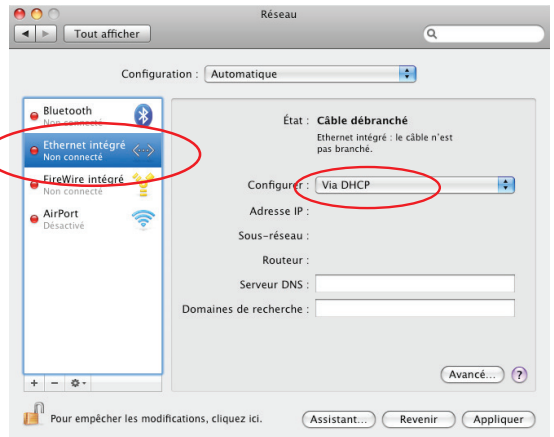 Réseau
Tout afficher
Configuration : Automatique
Bluetooth
Non connecté
Ethernet intégré
Non connecté
FireWire intégré
Non connecté
AirPort
Désactivé
État : Câble débranché
Ethernet intégré : le câble n'est
pas branché.
Configurer : Via DHCP
Adresse IP :
Sous-réseau :
Routeur :
Serveur DNS :
Domaines de recherche :
Avancé... ?
Pour empêcher les modifications, cliquez ici.
Assistant... Revenir Appliquer